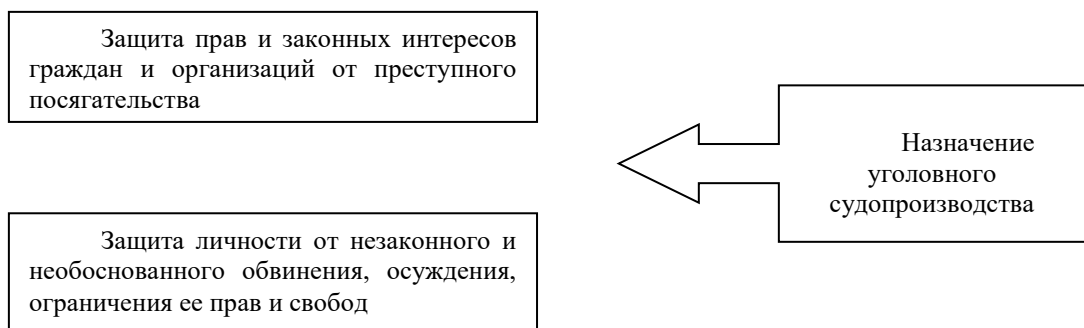 Защита прав и законных интересов
граждан и организаций от преступного
посягательства
Назначение
уголовного
судопроизводства
Защита личности от незаконного и
необоснованного обвинения, осуждения,
ограничения ее прав и свобод